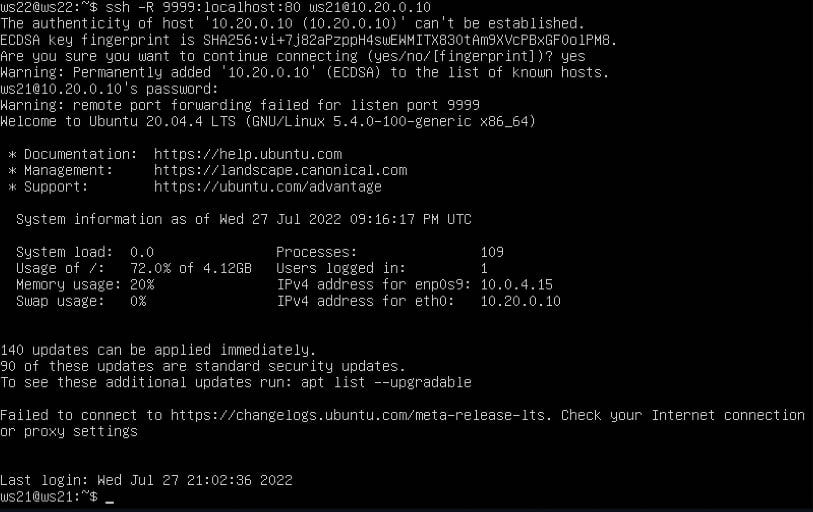 ws22@ws22:~$ ssh -R 9999:localhost:80 ws21@10.20.0.10
The authenticity of host '10.20.0.10 (10.20.0.10)' can't be established.
ECDSA key fingerprint is SHA256:vi+7j82aPzppH4swEWMITX83OtAm9XVcPBxGF0olPM8.
Are you sure you want to continue connecting (yes/no/[fingerprint])? yes
Warning: Permanently added '10.20.0.10' (ECDSA) to the list of known hosts.
ws21@10.20.0.10's password:
Warning: remote port forwarding failed for listen port 9999
Welcome to Ubuntu 20.04.4 LTS (GNU/Linux 5.4.0-100-generic x86_64)
* Documentation:  https://help.ubuntu.com
* Management:     https://landscape.canonical.com
* Support:        https://ubuntu.com/advantage
System information as of Wed 27 Jul 2022 09:16:17 PM UTC
System load:  0.0               Processes:               109
Usage of /:   72.0% of 4.12GB   Users logged in:         1
Memory usage: 20%               IPv4 address for enp0s9: 10.0.4.15
Swap usage:   0%                IPv4 address for eth0:   10.20.0.10
140 updates can be applied immediately.
90 of these updates are standard security updates.
To see these additional updates run: apt list --upgradable
Failed to connect to https://changelogs.ubuntu.com/meta-release-lts. Check your Internet connection
or proxy settings
Last login: Wed Jul 27 21:02:36 2022
ws21@ws21:~$ _